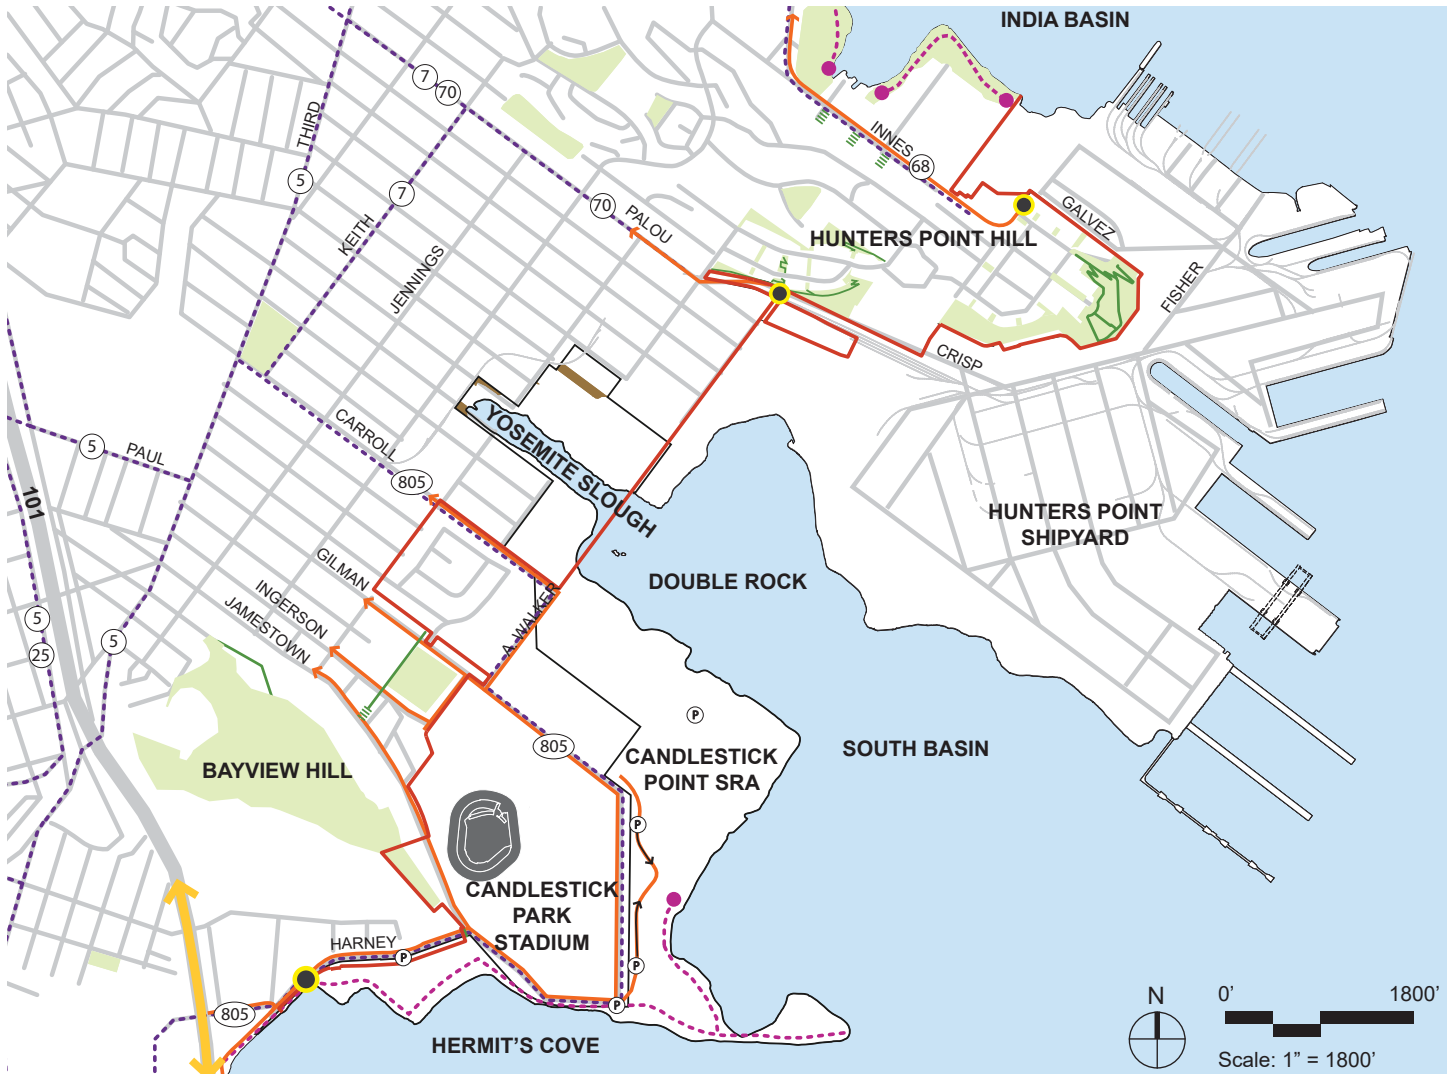 INDIA BASIN
7
70
THIRD
INNES
68
5
7
70
PALOU
KEITH
GALVEZ
HUNTERS POINT HILL
JENNINGS
FISHER
CRISP
CARROLL
YOSEMITE SLOUGH
5
PAUL
805
101
HUNTERS POINT
SHIPYARD
GILMAN
DOUBLE ROCK
INGERSON
JAMESTOWN
A. WALKER
5
5
25
P
805
CANDLESTICK
POINT SRA
SOUTH BASIN
BAYVIEW HILL
P
CANDLESTICK
PARK
STADIUM
HARNEY
P
P
P
805
HERMIT'S COVE
N
0' 1800'
Scale: 1" = 1800'